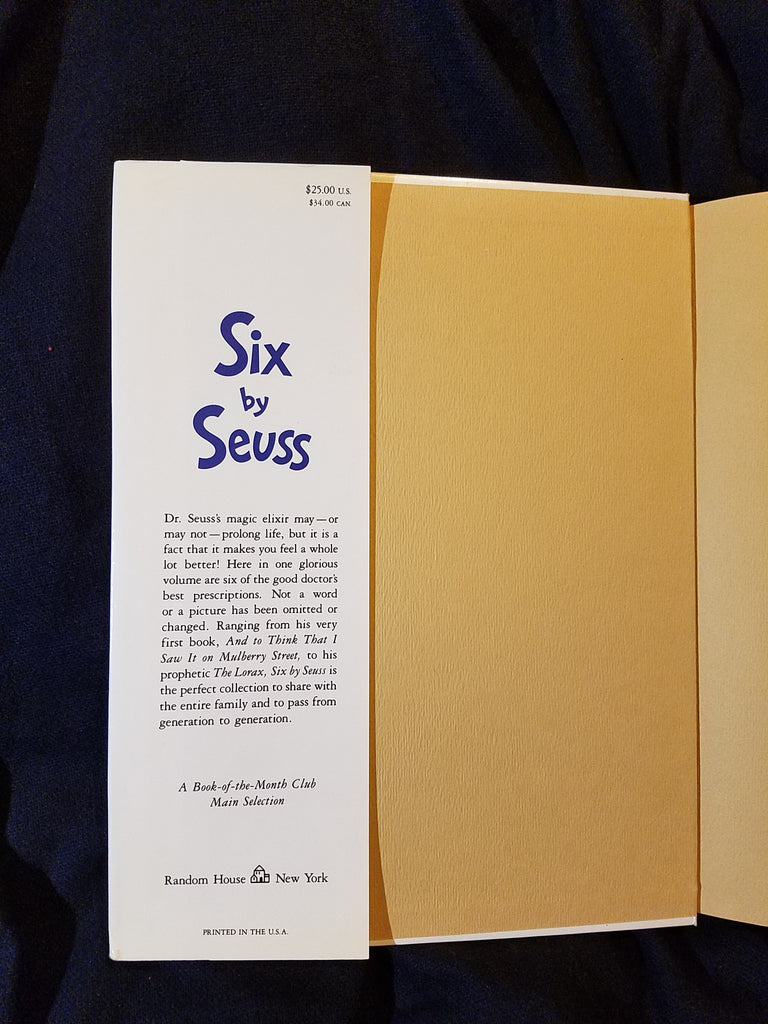 $25.00 U.S.
$34.00 CAN.
Six
by
Seuss
Dr. Seuss's magic elixir may—or
may not—prolong life, but it is a
fact that it makes you feel a whole
lot better! Here in one glorious
volume are six of the good doctor's
best prescriptions. Not a word
or a picture has been omitted or
changed. Ranging from his very
first book, And to Think That I
Saw It on Mulberry Street, to his
prophetic The Lorax, Six by Seuss is
the perfect collection to share with
the entire family and to pass from
generation to generation.
A Book-of-the-Month Club
Main Selection
Random House New York
PRINTED IN THE U.S.A.